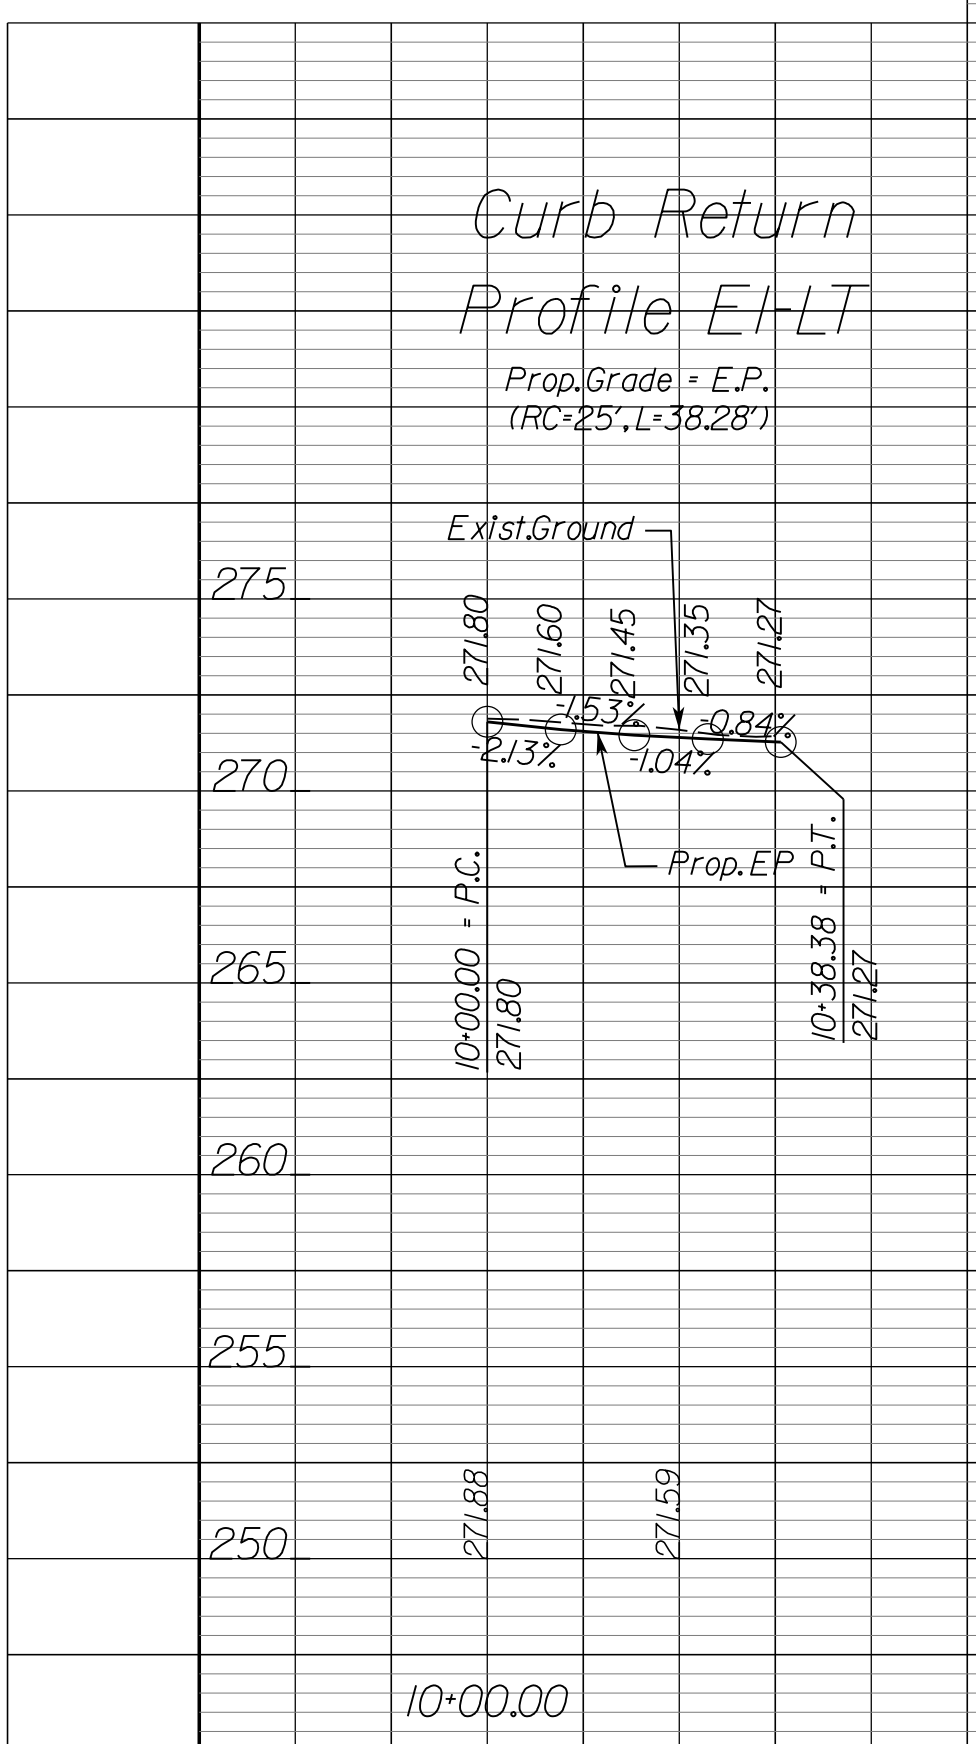 Curb Return
Profile E1-LT
Prop. Grade = E.P.
(RC=25', L=38.28')
Exist. Ground
275
271.80
271.60
271.45
271.35
271.27
-1.53%
-0.84%
-2.13%
-1.04%
270
Prop. EP
10+00.00 = P.C.
271.80
10+38.38 = P.T.
271.27
265
260
255
271.88
271.59
250
10+00.00